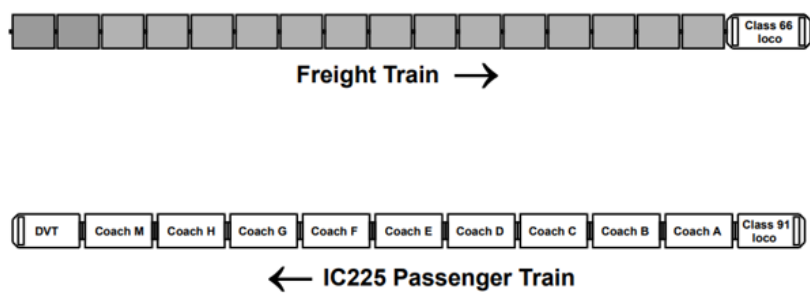 Class 66
loco
Freight Train
DVT Coach M Coach H Coach G Coach F Coach E Coach D Coach C Coach B Coach A Class 91
loco
IC225 Passenger Train